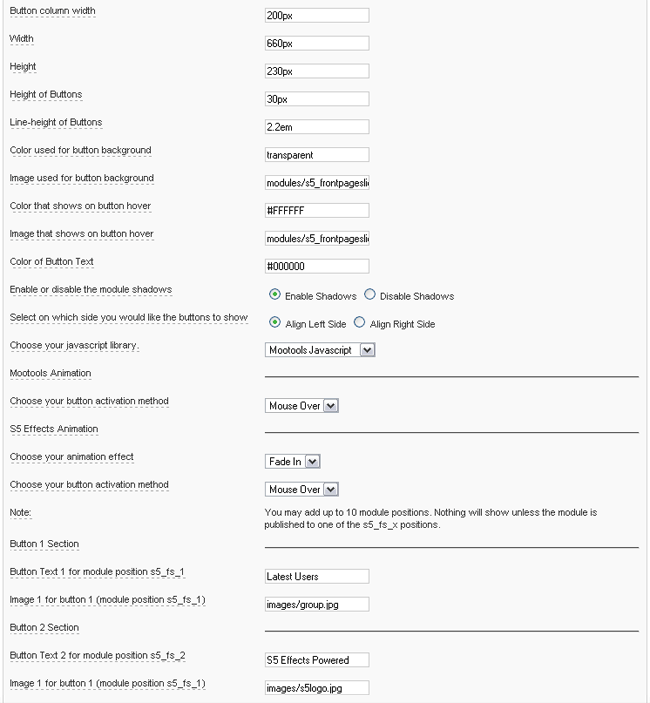 Button column width 200px
Width 660px
Height 230px
Height of Buttons 30px
Line-height of Buttons 2.2em
Color used for button background transparent
Image used for button background modules/s5_frontpagesli
Color that shows on button hover #FFFFFF
Image that shows on button hover modules/s5_frontpagesli
Color of Button Text #000000
Enable or disable the module shadows Enable Shadows Disable Shadows
Select on which side you would like the buttons to show Align Left Side Align Right Side
Choose your javascript library. Mootools Javascript
Mootools Animation
Choose your button activation method Mouse Over
S5 Effects Animation
Choose your animation effect Fade In
Choose your button activation method Mouse Over
Note: You may add up to 10 module positions. Nothing will show unless the module is
published to one of the s5_fs_x positions.
Button 1 Section
Button Text 1 for module position s5_fs_1 Latest Users
Image 1 for button 1 (module position s5_fs_1) images/group.jpg
Button 2 Section
Button Text 2 for module position s5_fs_2 S5 Effects Powered
Image 1 for button 1 (module position s5_fs_1) images/s5logo.jpg